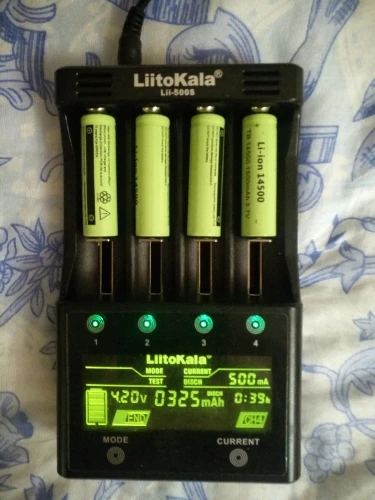 LiitoKala®
Lii-500S
Li-ion 14500
1
2
3
4
LiitoKala™
MODE CURRENT
TEST DISCH 500 mA
4.20v 0325 DISCH mAh 0:39h
END CH4
MODE CURRENT